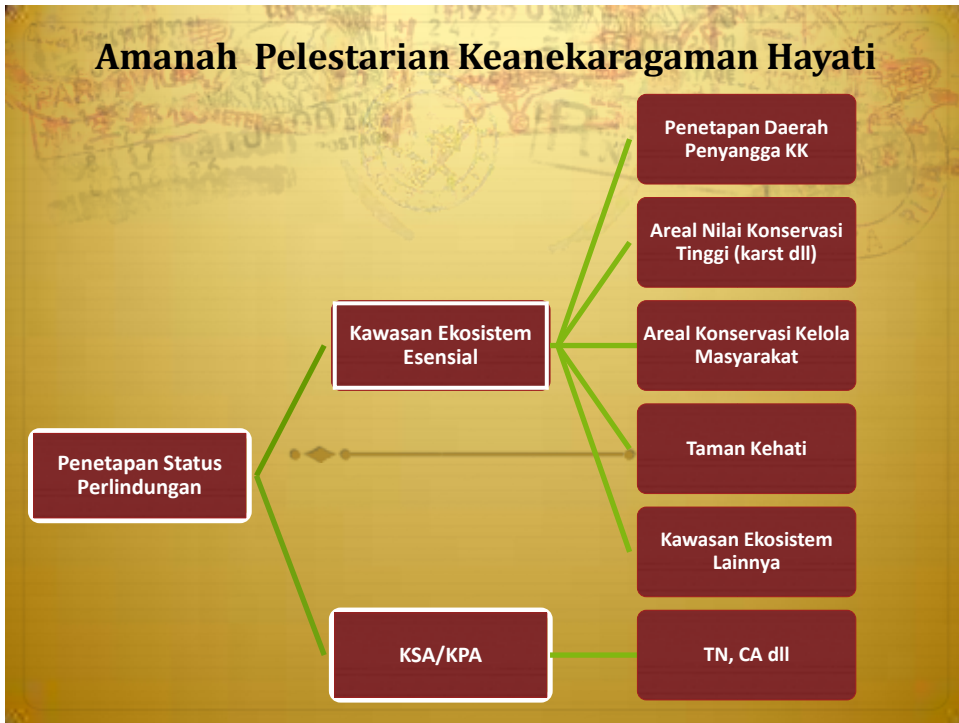 Amanah  Pelestarian Keanekaragaman Hayati
Penetapan Daerah
Penyangga KK
Areal Nilai Konservasi
Tinggi (karst dll)
Kawasan Ekosistem
Esensial
Areal Konservasi Kelola
Masyarakat
Taman Kehati
Penetapan Status
Perlindungan
Kawasan Ekosistem
Lainnya
KSA/KPA
TN, CA dll